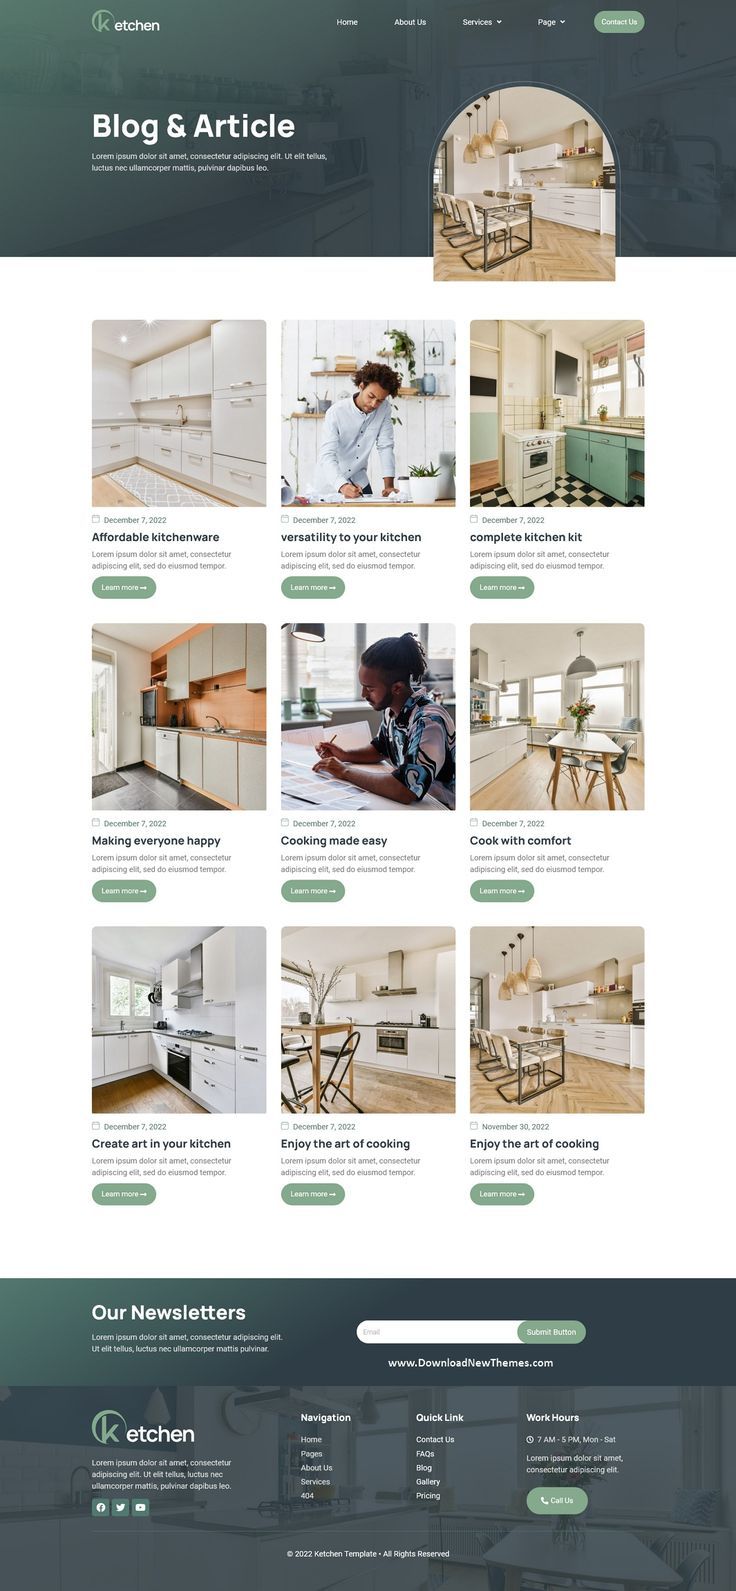 Ketchen
Home About Us Services Page Contact Us
Blog & Article
Lorem ipsum dolor sit amet, consectetur adipiscing elit. Ut elit tellus,
luctus nec ullamcorper mattis, pulvinar dapibus leo.
December 7, 2022
Affordable kitchenware
Lorem ipsum dolor sit amet, consectetur
adipiscing elit, sed do eiusmod tempor.
Learn more
December 7, 2022
versatility to your kitchen
Lorem ipsum dolor sit amet, consectetur
adipiscing elit, sed do eiusmod tempor.
Learn more
December 7, 2022
complete kitchen kit
Lorem ipsum dolor sit amet, consectetur
adipiscing elit, sed do eiusmod tempor.
Learn more
December 7, 2022
Making everyone happy
Lorem ipsum dolor sit amet, consectetur
adipiscing elit, sed do eiusmod tempor.
Learn more
December 7, 2022
Cooking made easy
Lorem ipsum dolor sit amet, consectetur
adipiscing elit, sed do eiusmod tempor.
Learn more
December 7, 2022
Cook with comfort
Lorem ipsum dolor sit amet, consectetur
adipiscing elit, sed do eiusmod tempor.
Learn more
December 7, 2022
Create art in your kitchen
Lorem ipsum dolor sit amet, consectetur
adipiscing elit, sed do eiusmod tempor.
Learn more
December 7, 2022
Enjoy the art of cooking
Lorem ipsum dolor sit amet, consectetur
adipiscing elit, sed do eiusmod tempor.
Learn more
November 30, 2022
Enjoy the art of cooking
Lorem ipsum dolor sit amet, consectetur
adipiscing elit, sed do eiusmod tempor.
Learn more
Our Newsletters
Lorem ipsum dolor sit amet, consectetur adipiscing elit.
Ut elit tellus, luctus nec ullamcorper mattis pulvinar.
Email
Submit Button
www.DownloadNewThemes.com
Ketchen
Lorem ipsum dolor sit amet, consectetur
adipiscing elit. Ut elit tellus, luctus nec
ullamcorper mattis, pulvinar dapibus leo.
Navigation
Home
Pages
About Us
Services
404
Quick Link
Contact Us
FAQs
Blog
Gallery
Pricing
Work Hours
7 AM - 5 PM, Mon - Sat
Lorem ipsum dolor sit amet,
consectetur adipiscing elit.
Call Us
© 2022 Ketchen Template • All Rights Reserved